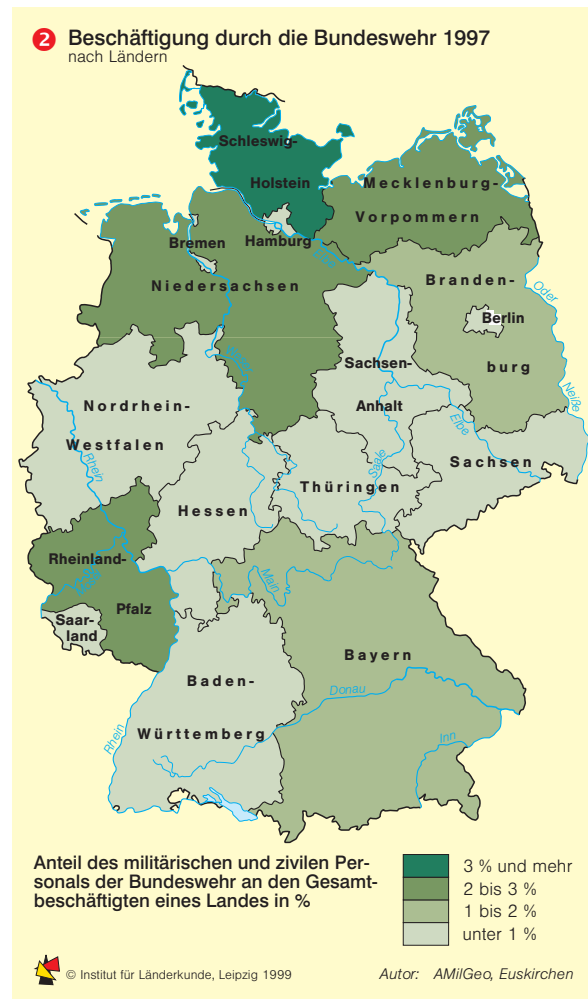 2 Beschäftigung durch die Bundeswehr 1997
nach Ländern
Schleswig-
Holstein
Mecklenburg-
Vorpommern
Hamburg
Bremen
Elbe
Niedersachsen
Branden-
burg
Berlin
Oder
Neiße
Weser
Sachsen-
Anhalt
Elbe
Nordrhein-
Westfalen
Rhein
Sachsen
Saale
Thüringen
Hessen
Rheinland-
Pfalz
Mosel
Main
Saar-
land
Bayern
Baden-
Württemberg
Donau
Inn
Rhein
Anteil des militärischen und zivilen Per-
sonals der Bundeswehr an den Gesamt-
beschäftigten eines Landes in %
3 % und mehr
2 bis 3 %
1 bis 2 %
unter 1 %
© Institut für Länderkunde, Leipzig 1999
Autor: AMilGeo, Euskirchen